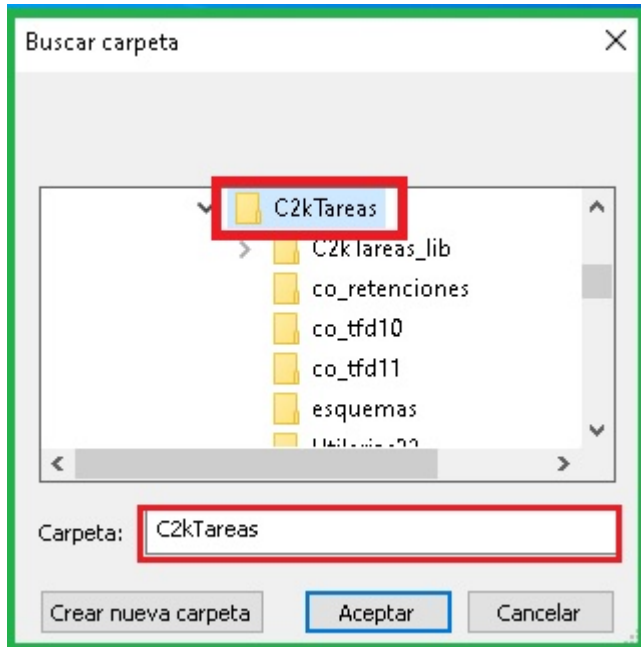 Buscar carpeta
C2kTareas
C2kTareas_lib
co_retenciones
co_tfd10
co_tfd11
esquemas
Carpeta: C2kTareas
Crear nueva carpeta Aceptar Cancelar